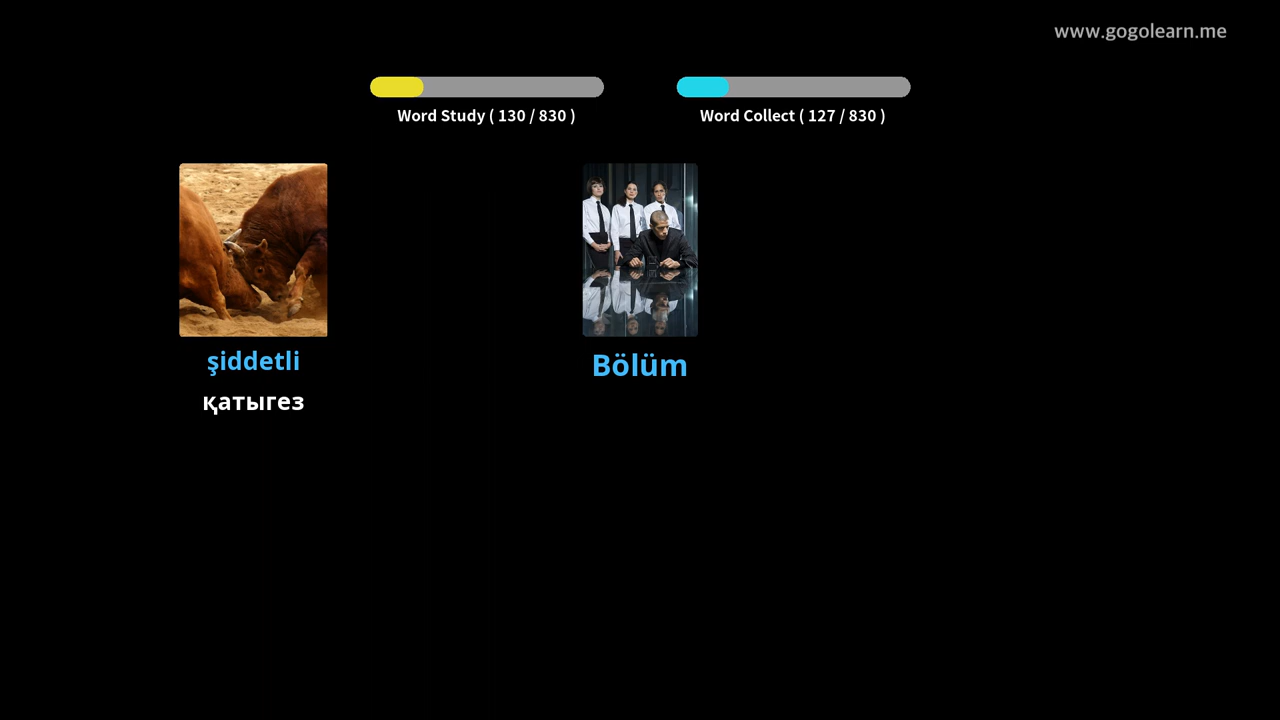 www.gogolearn.me
Word Study ( 130 / 830 )
Word Collect ( 127 / 830 )
şiddetli
қатыгез
Bölüm